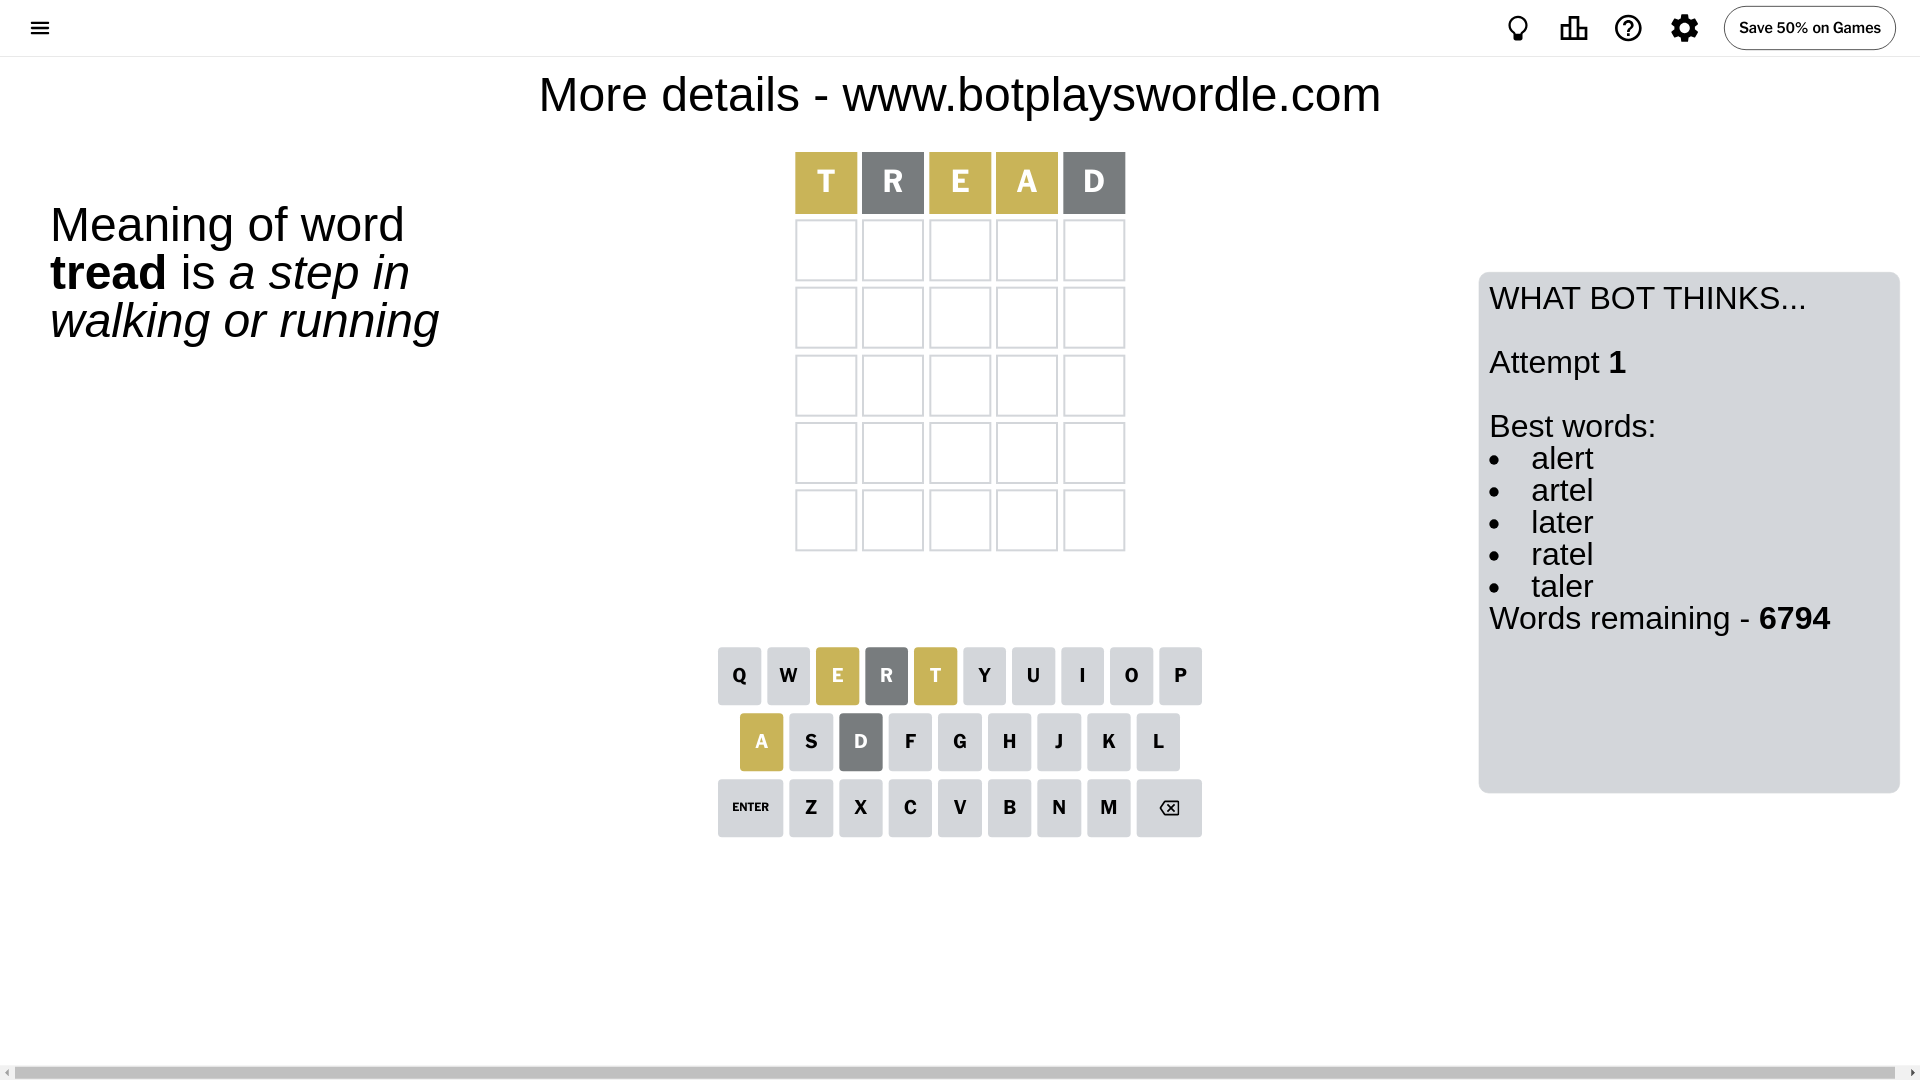 Save 50% on Games
More details - www.botplayswordle.com
T R E A D
Meaning of word
tread is a step in
walking or running
WHAT BOT THINKS...
Attempt 1
Best words:
• alert
• artel
• later
• ratel
• taler
Words remaining - 6794
Q W E R T Y U I O P
A S D F G H J K L
ENTER Z X C V B N M